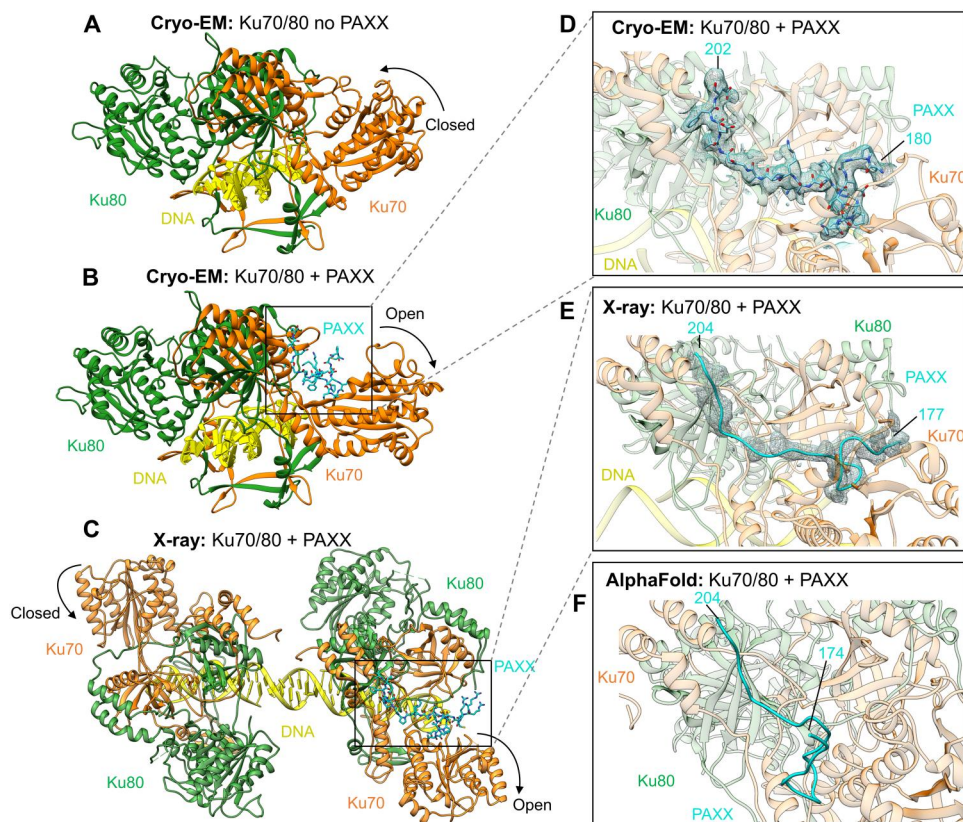 A
Cryo-EM: Ku70/80 no PAXX
Closed
Ku80
DNA
Ku70
B
Cryo-EM: Ku70/80 + PAXX
PAXX
Open
Ku80
DNA
Ku70
C
X-ray: Ku70/80 + PAXX
Closed
Ku70
Ku80
PAXX
DNA
Ku80
Ku70
Open
D
Cryo-EM: Ku70/80 + PAXX
202
PAXX
180
Ku70
Ku80
DNA
E
X-ray: Ku70/80 + PAXX
204
Ku80
PAXX
177
Ku70
DNA
F
AlphaFold: Ku70/80 + PAXX
204
174
Ku70
Ku80
PAXX